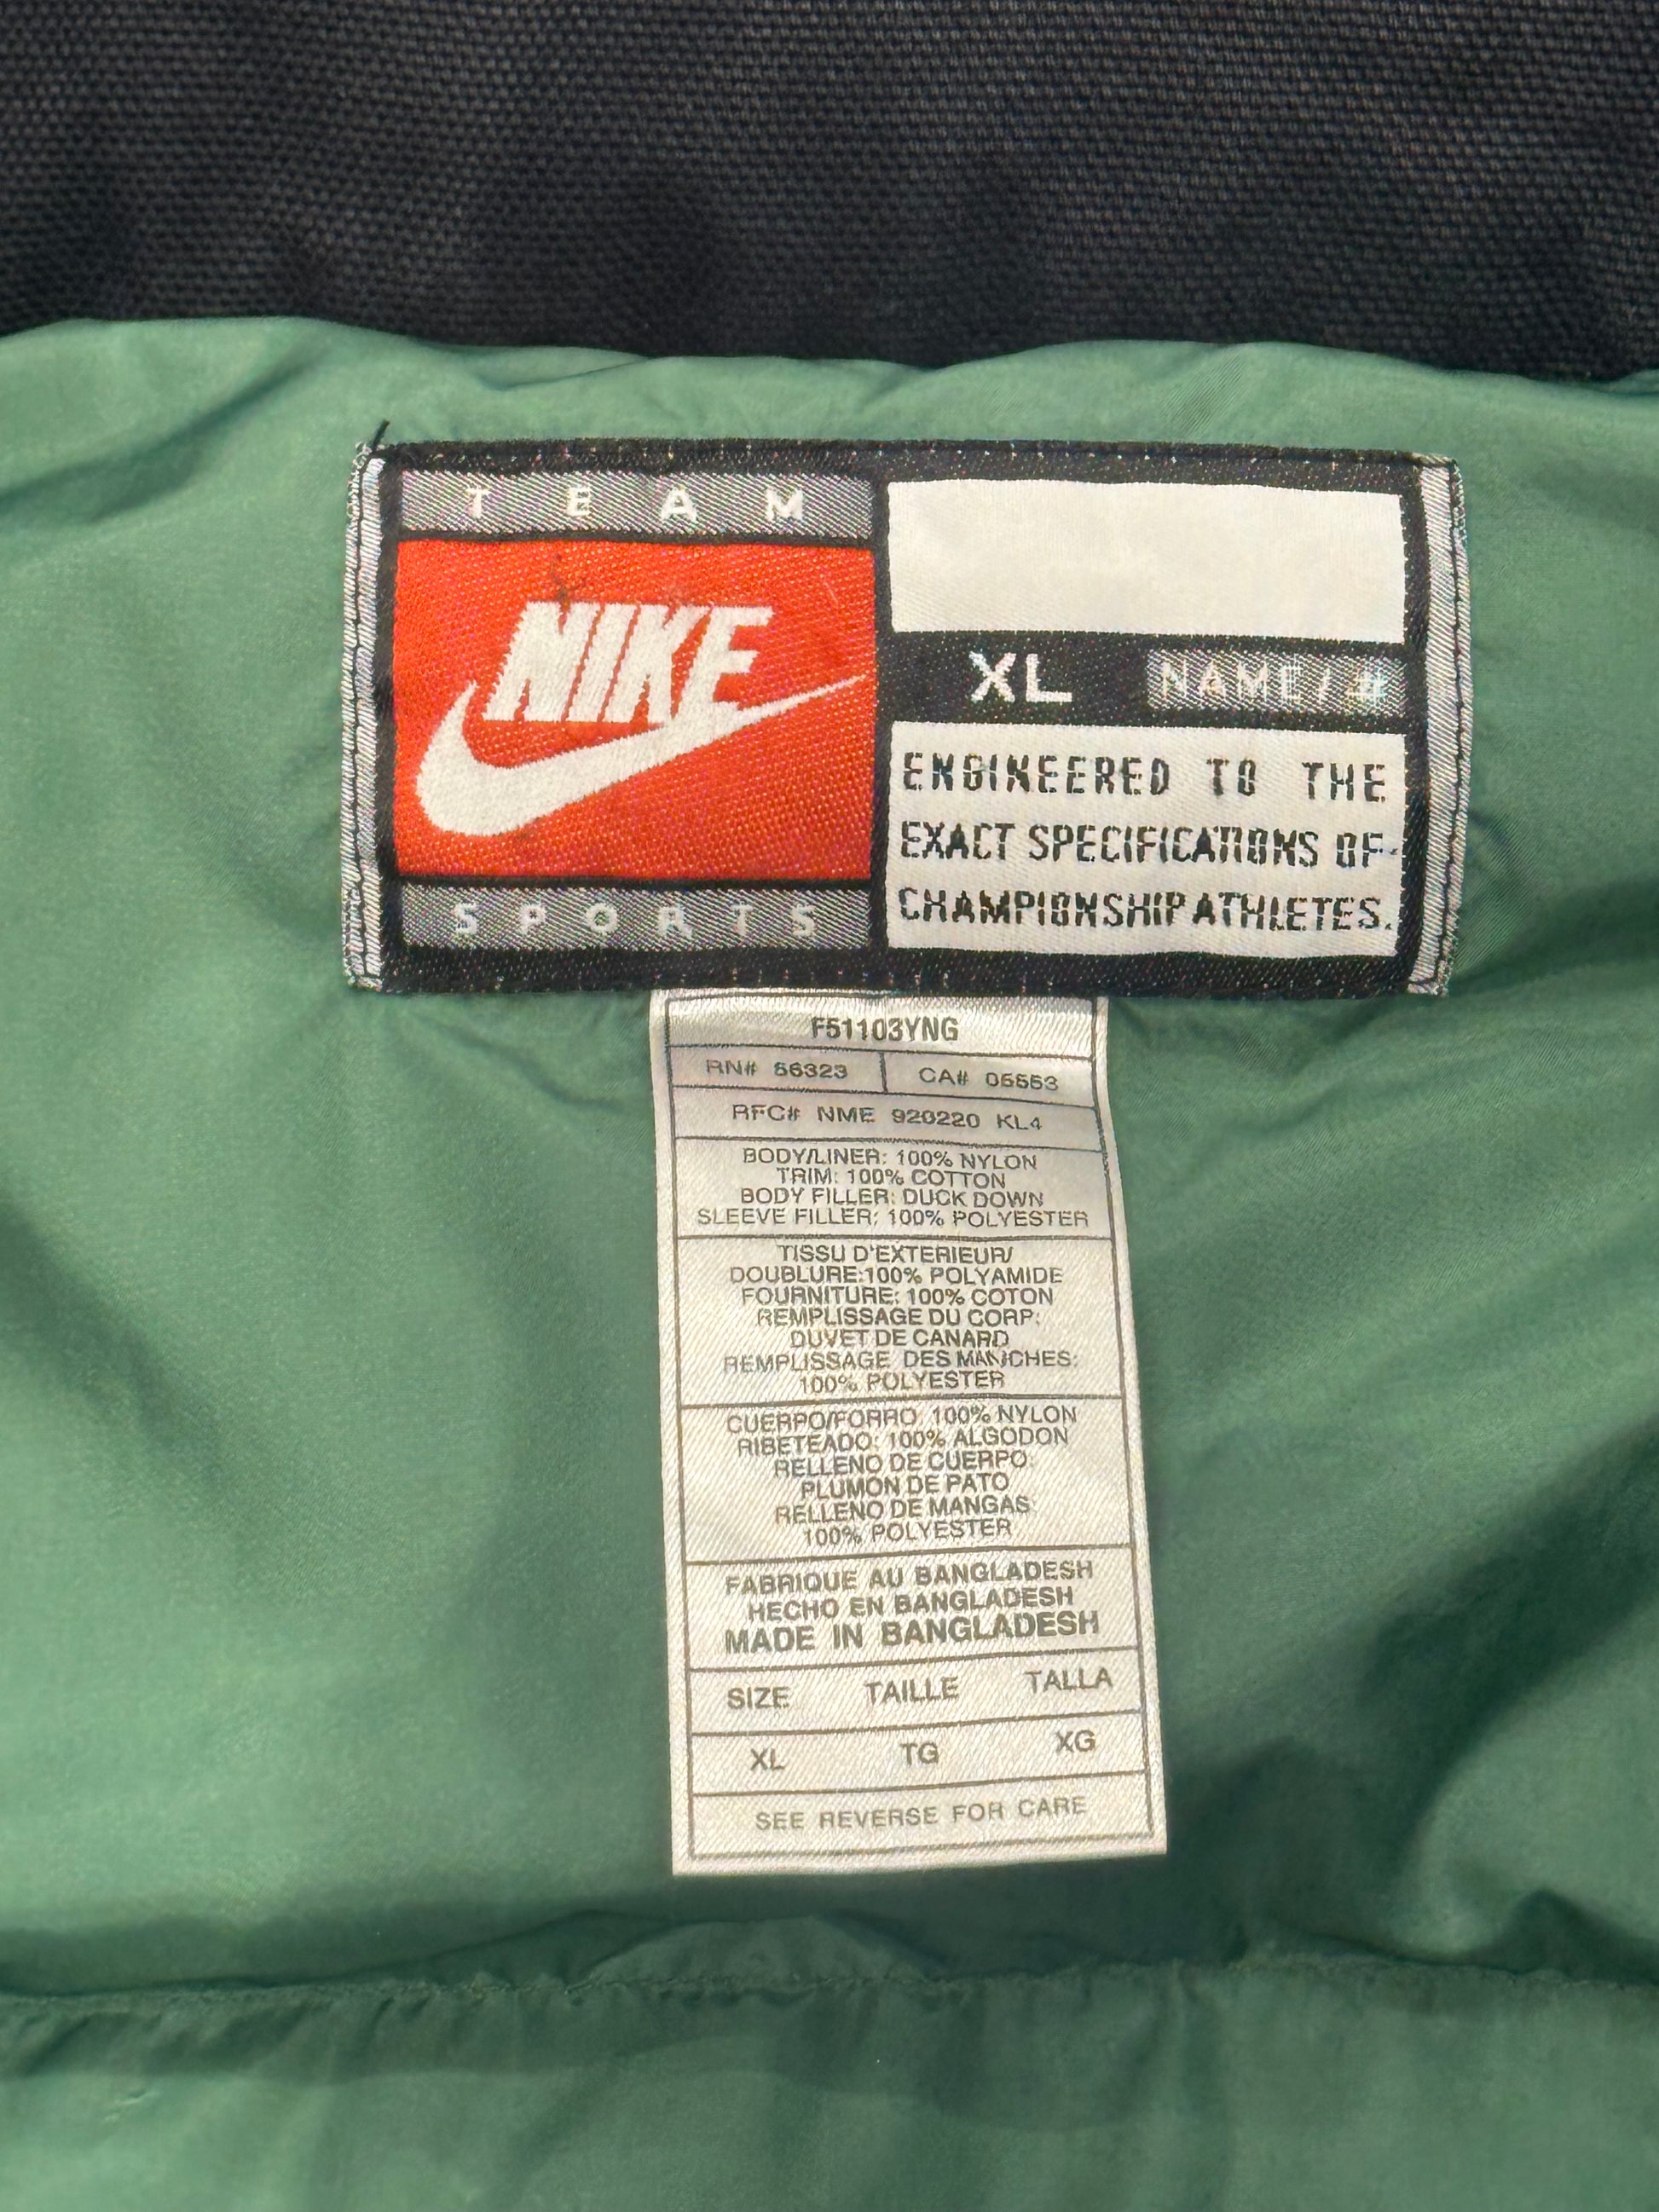 TEAM
NIKE
SPORTS
XL NAME/#
ENGINEERED TO THE
EXACT SPECIFICATIONS OF
CHAMPIONSHIP ATHLETES.
F51103YNG
RN# 56323 CA# 05553
RFC# NME 920220 KL4
BODY/LINER: 100% NYLON
TRIM: 100% COTTON
BODY FILLER: DUCK DOWN
SLEEVE FILLER: 100% POLYESTER
TISSU D'EXTERIEUR/
DOUBLURE:100% POLYAMIDE
FOURNITURE: 100% COTON
REMPLISSAGE DU CORP:
DUVET DE CANARD
REMPLISSAGE DES MANCHES:
100% POLYESTER
CUERPO/FORRO: 100% NYLON
RIBETEADO: 100% ALGODON
RELLENO DE CUERPO:
PLUMON DE PATO
RELLENO DE MANGAS
100% POLYESTER
FABRIQUE AU BANGLADESH
HECHO EN BANGLADESH
MADE IN BANGLADESH
SIZE TAILLE TALLA
XL TG XG
SEE REVERSE FOR CARE